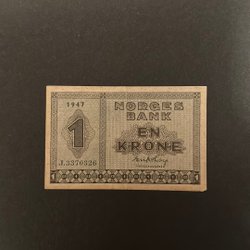 1947
NORGES
BANK
1
EN
KRONE
J.3370326